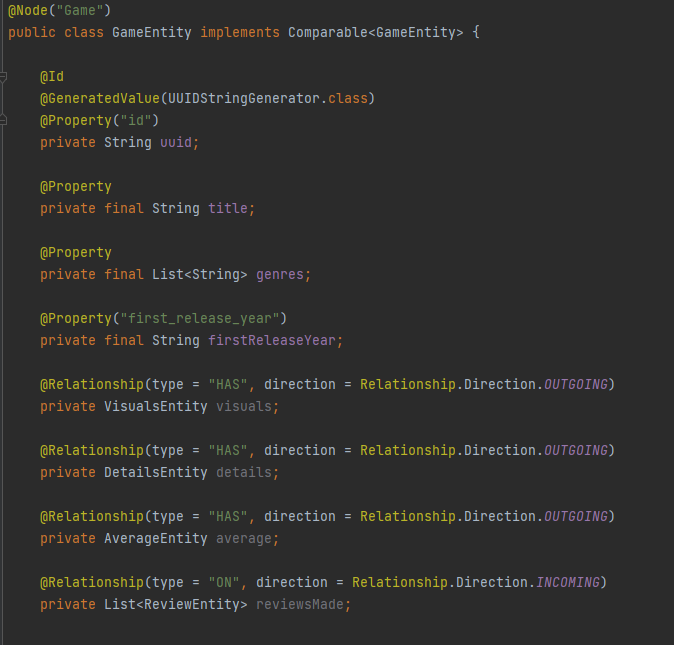 @Node("Game")
public class GameEntity implements Comparable<GameEntity> {
@Id
@GeneratedValue(UUIDStringGenerator.class)
@Property("id")
private String uuid;
@Property
private final String title;
@Property
private final List<String> genres;
@Property("first_release_year")
private final String firstReleaseYear;
@Relationship(type = "HAS", direction = Relationship.Direction.OUTGOING)
private VisualsEntity visuals;
@Relationship(type = "HAS", direction = Relationship.Direction.OUTGOING)
private DetailsEntity details;
@Relationship(type = "HAS", direction = Relationship.Direction.OUTGOING)
private AverageEntity average;
@Relationship(type = "ON", direction = Relationship.Direction.INCOMING)
private List<ReviewEntity> reviewsMade;